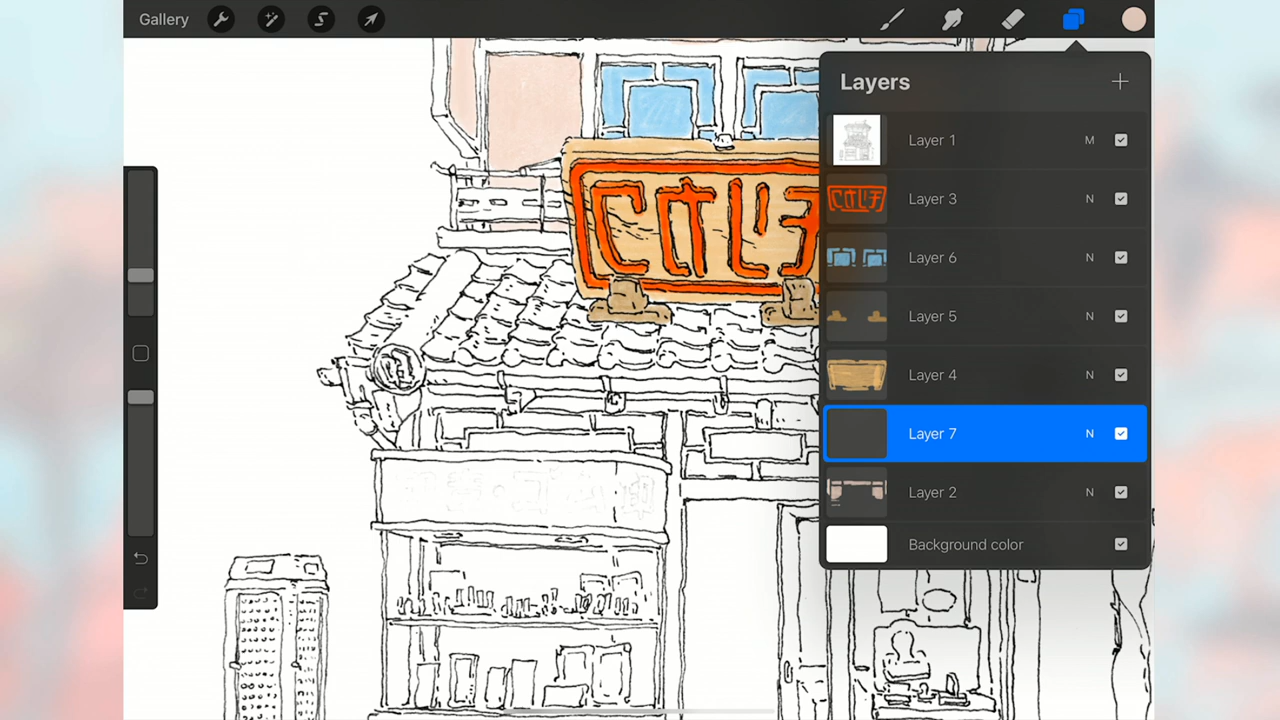 Gallery
Layers
Layer 1 M
Layer 3 N
Layer 6 N
Layer 5 N
Layer 4 N
Layer 7 N
Layer 2 N
Background color